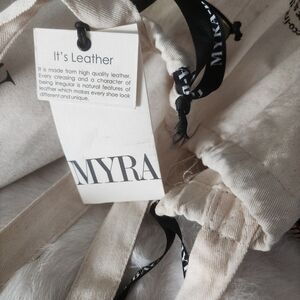 It's Leather
It is made from high quality leather.
Every creasing and a character of
being irregular is natural features of
leather which makes every shoe look
different and unique.
MYRA
MYRA